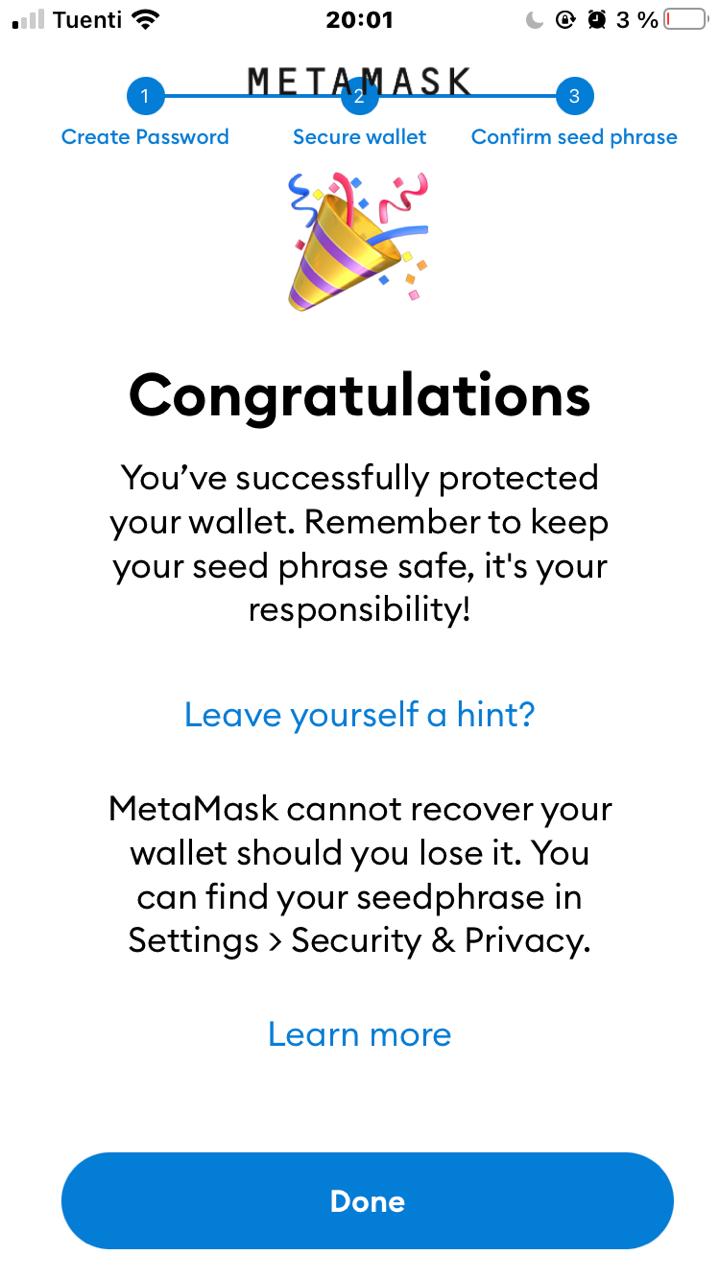 Tuenti 20:01 3 %
METAMASK
1 2 3
Create Password Secure wallet Confirm seed phrase
Congratulations
You’ve successfully protected
your wallet. Remember to keep
your seed phrase safe, it's your
responsibility!
Leave yourself a hint?
MetaMask cannot recover your
wallet should you lose it. You
can find your seedphrase in
Settings > Security & Privacy.
Learn more
Done